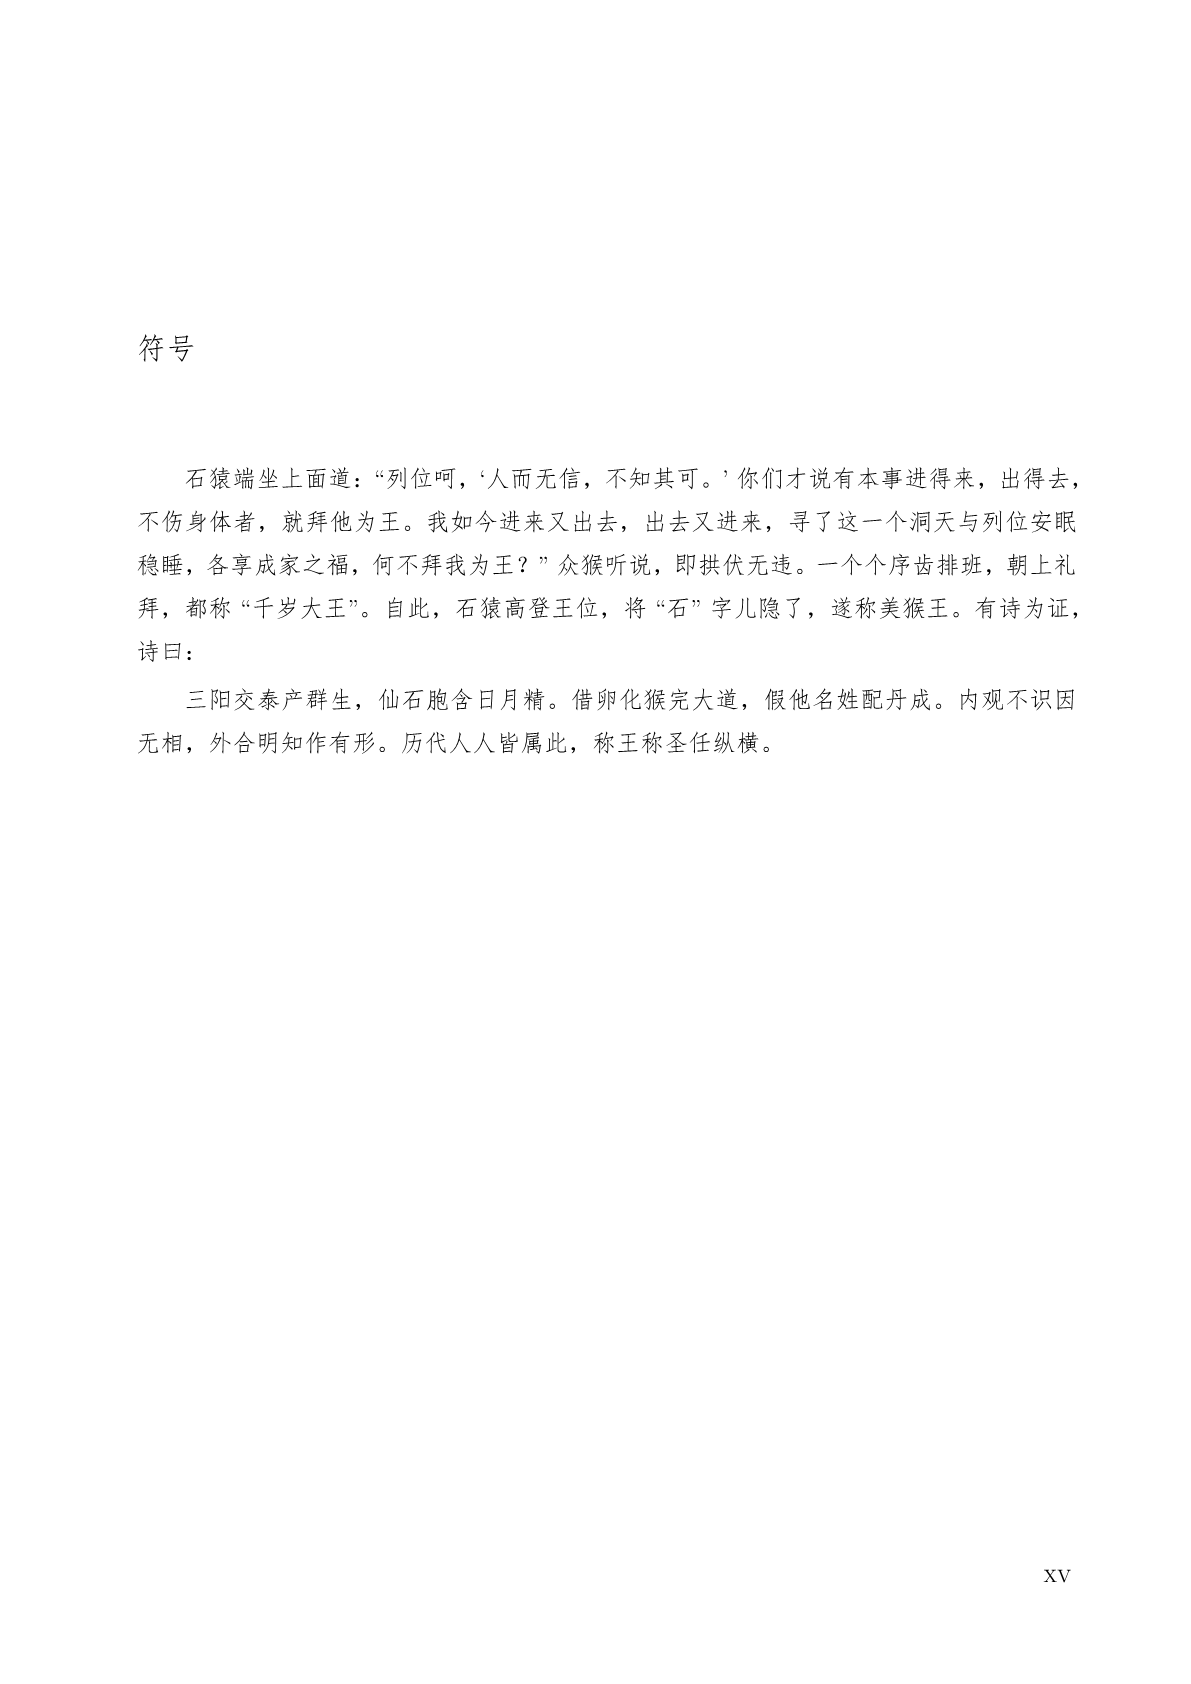 符号
石猿端坐上面道：“列位呵，‘人而无信，不知其可。’ 你们才说有本事进得来，出得去，
不伤身体者，就拜他为王。我如今进来又出去，出去又进来，寻了这一个洞天与列位安眠
稳睡，各享成家之福，何不拜我为王？” 众猴听说，即拱伏无违。一个个序齿排班，朝上礼
拜，都称 “千岁大王”。自此，石猿高登王位，将 “石” 字儿隐了，遂称美猴王。有诗为证，
诗曰：
三阳交泰产群生，仙石胞含日月精。借卵化猴完大道，假他名姓配丹成。内观不识因
无相，外合明知作有形。历代人人皆属此，称王称圣任纵横。
XV